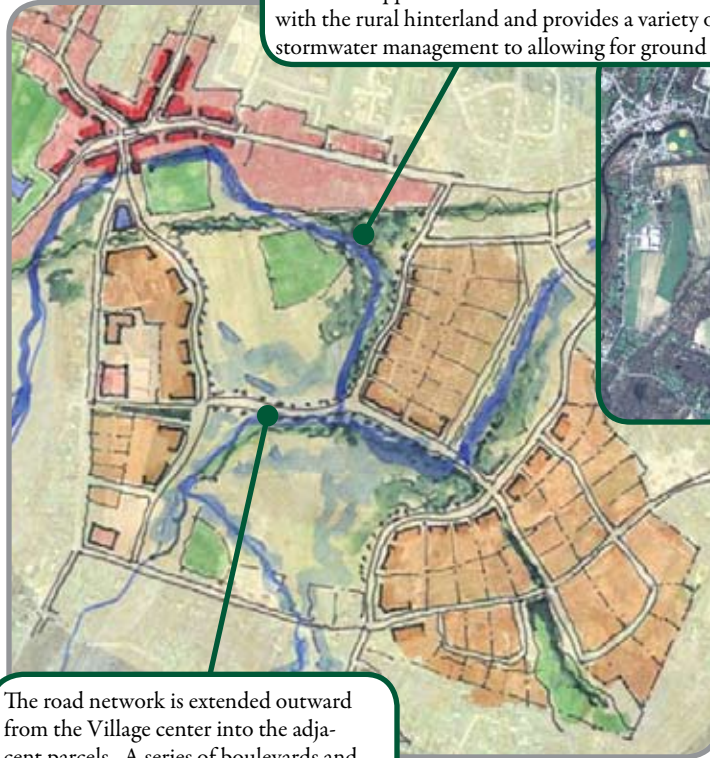 with the rural hinterland and provides a variety o
stormwater management to allowing for ground
The road network is extended outward
from the Village center into the adja-
cent parcels. A series of boulevards and